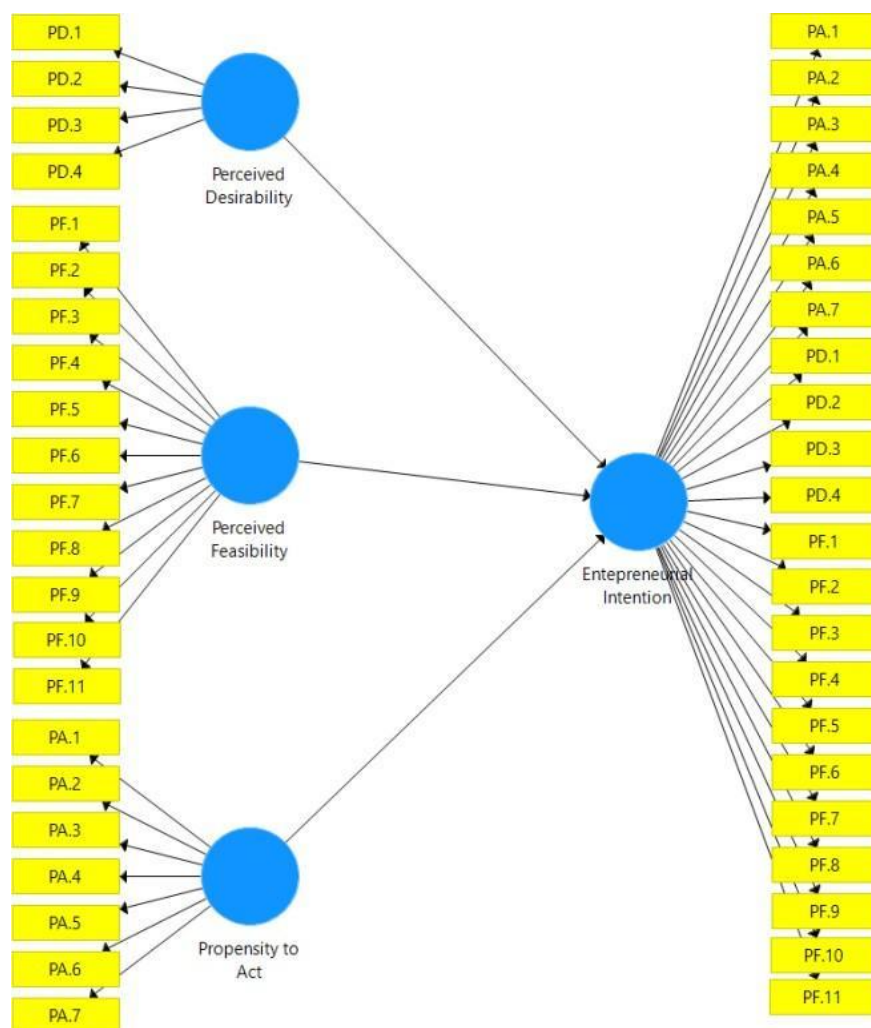 PD.1
PD.2
PD.3
PD.4
Perceived
Desirability
PF.1
PF.2
PF.3
PF.4
PF.5
PF.6
PF.7
PF.8
PF.9
PF.10
PF.11
Perceived
Feasibility
PA.1
PA.2
PA.3
PA.4
PA.5
PA.6
PA.7
Propensity to
Act
Entepreneurial
Intention
PA.1
PA.2
PA.3
PA.4
PA.5
PA.6
PA.7
PD.1
PD.2
PD.3
PD.4
PF.1
PF.2
PF.3
PF.4
PF.5
PF.6
PF.7
PF.8
PF.9
PF.10
PF.11